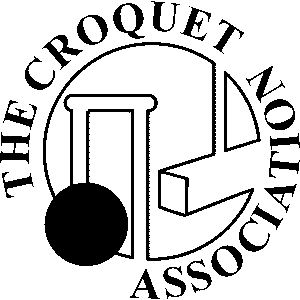 THE CROQUET ASSOCIATION